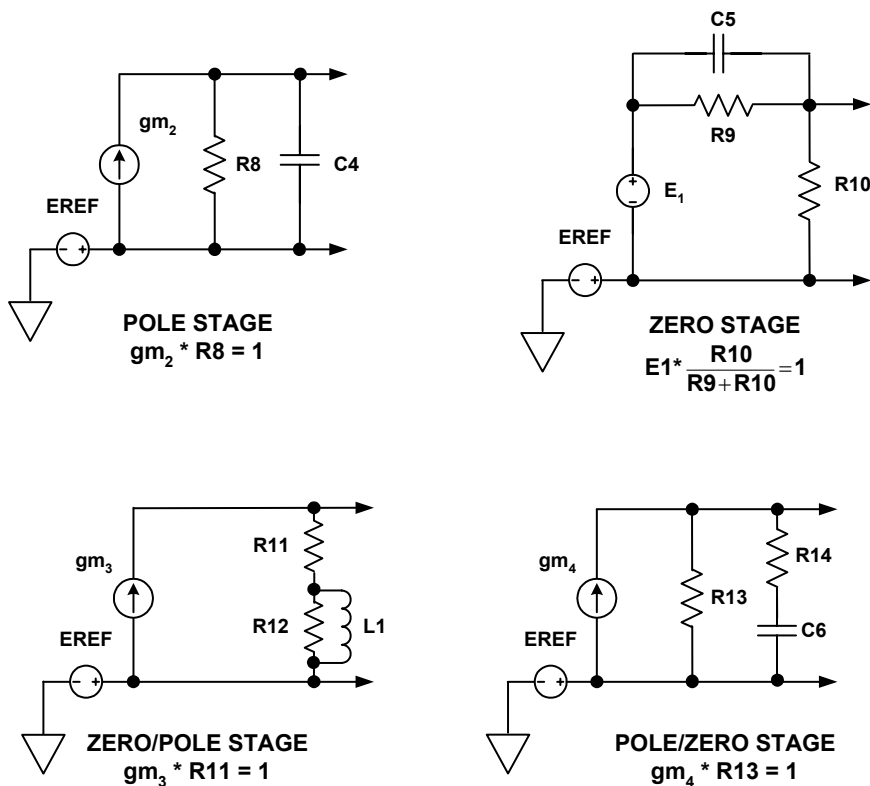 gm₂
R8
C4
EREF
POLE STAGE
gm₂ * R8 = 1
C5
R9
R10
E₁
EREF
ZERO STAGE
E1* R10/(R9+R10) =1
gm₃
R11
R12
L1
EREF
ZERO/POLE STAGE
gm₃ * R11 = 1
gm₄
R14
R13
C6
EREF
POLE/ZERO STAGE
gm₄ * R13 = 1